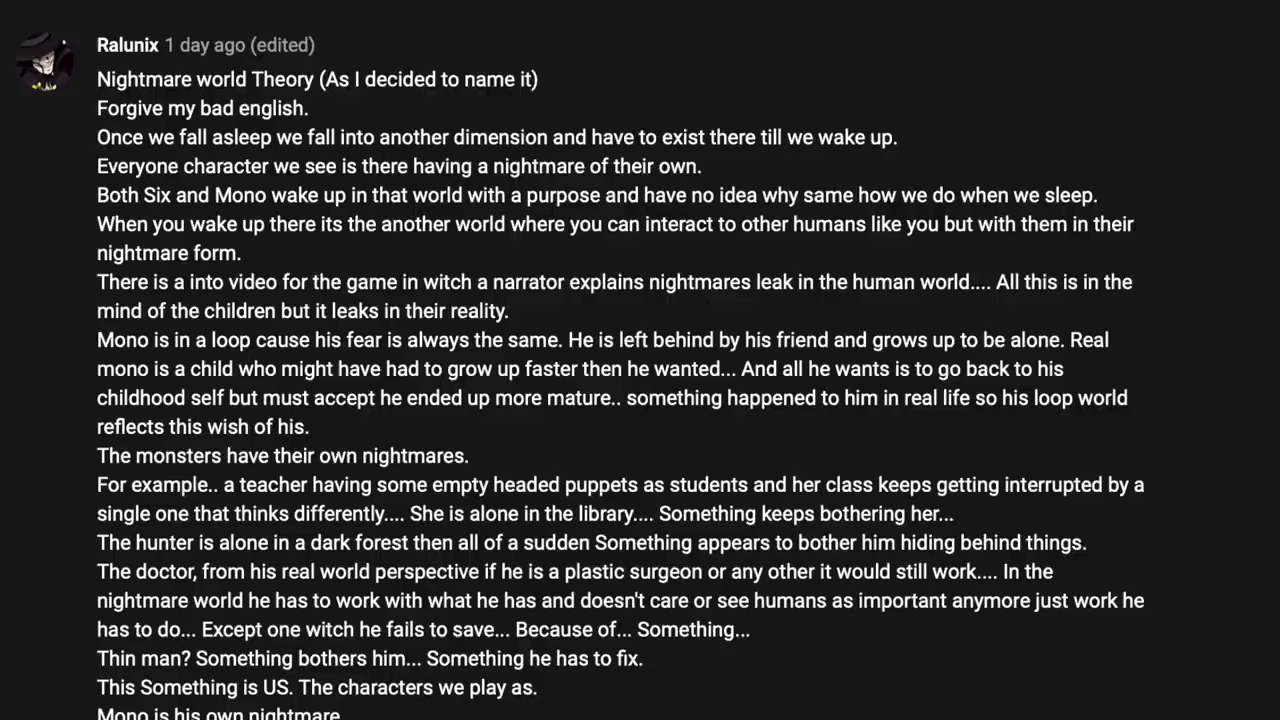 Ralunix 1 day ago (edited)
Nightmare world Theory (As I decided to name it)
Forgive my bad english.
Once we fall asleep we fall into another dimension and have to exist there till we wake up.
Everyone character we see is there having a nightmare of their own.
Both Six and Mono wake up in that world with a purpose and have no idea why same how we do when we sleep.
When you wake up there its the another world where you can interact to other humans like you but with them in their
nightmare form.
There is a into video for the game in witch a narrator explains nightmares leak in the human world.... All this is in the
mind of the children but it leaks in their reality.
Mono is in a loop cause his fear is always the same. He is left behind by his friend and grows up to be alone. Real
mono is a child who might have had to grow up faster then he wanted... And all he wants is to go back to his
childhood self but must accept he ended up more mature.. something happened to him in real life so his loop world
reflects this wish of his.
The monsters have their own nightmares.
For example.. a teacher having some empty headed puppets as students and her class keeps getting interrupted by a
single one that thinks differently.... She is alone in the library.... Something keeps bothering her...
The hunter is alone in a dark forest then all of a sudden Something appears to bother him hiding behind things.
The doctor, from his real world perspective if he is a plastic surgeon or any other it would still work.... In the
nightmare world he has to work with what he has and doesn't care or see humans as important anymore just work he
has to do... Except one witch he fails to save... Because of... Something...
Thin man? Something bothers him... Something he has to fix.
This Something is US. The characters we play as.
Mono is his own nightmare